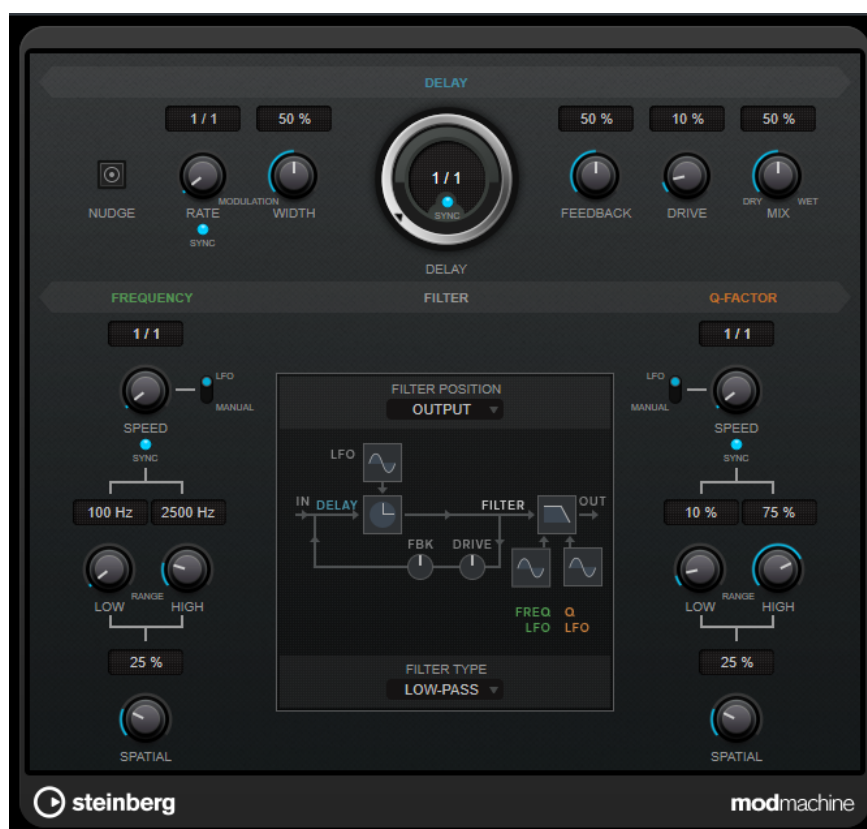 DELAY
1 / 1
50 %
50 %
10 %
50 %
1 / 1
SYNC
NUDGE
RATE
MODULATION
WIDTH
FEEDBACK
DRIVE
DRY
MIX
WET
SYNC
DELAY
FREQUENCY
FILTER
Q-FACTOR
1 / 1
LFO
MANUAL
SPEED
SYNC
100 Hz
2500 Hz
LOW
RANGE
HIGH
25 %
SPATIAL
FILTER POSITION
OUTPUT
LFO
IN
DELAY
FILTER
OUT
FBK
DRIVE
FREQ
LFO
Q
LFO
FILTER TYPE
LOW-PASS
1 / 1
LFO
MANUAL
SPEED
SYNC
10 %
75 %
LOW
RANGE
HIGH
25 %
SPATIAL
steinberg
modmachine